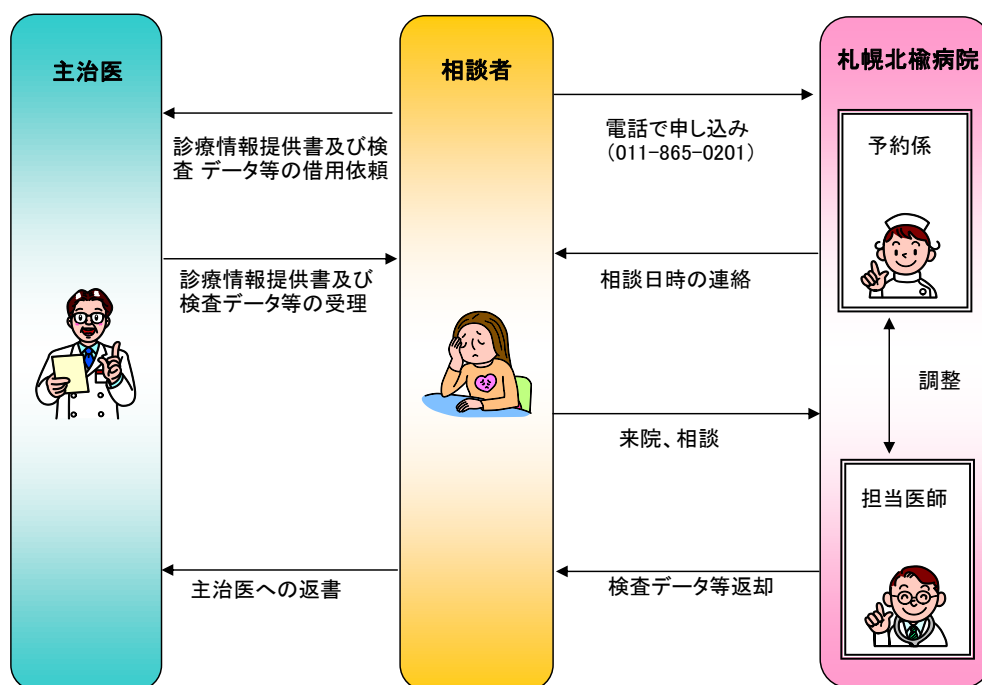 主治医
相談者
札幌北楡病院
診療情報提供書及び検
査 データ等の借用依頼
電話で申し込み
（011-865-0201）
予約係
診療情報提供書及び
検査データ等の受理
相談日時の連絡
調整
来院、相談
担当医師
主治医への返書
検査データ等返却